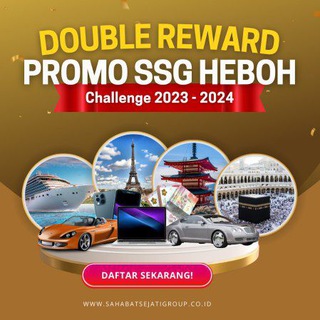 DOUBLE REWARD
PROMO SSG HEBOH
Challenge 2023 - 2024
DAFTAR SEKARANG!
WWW.SAHABATSEJATIGROUP.CO.ID